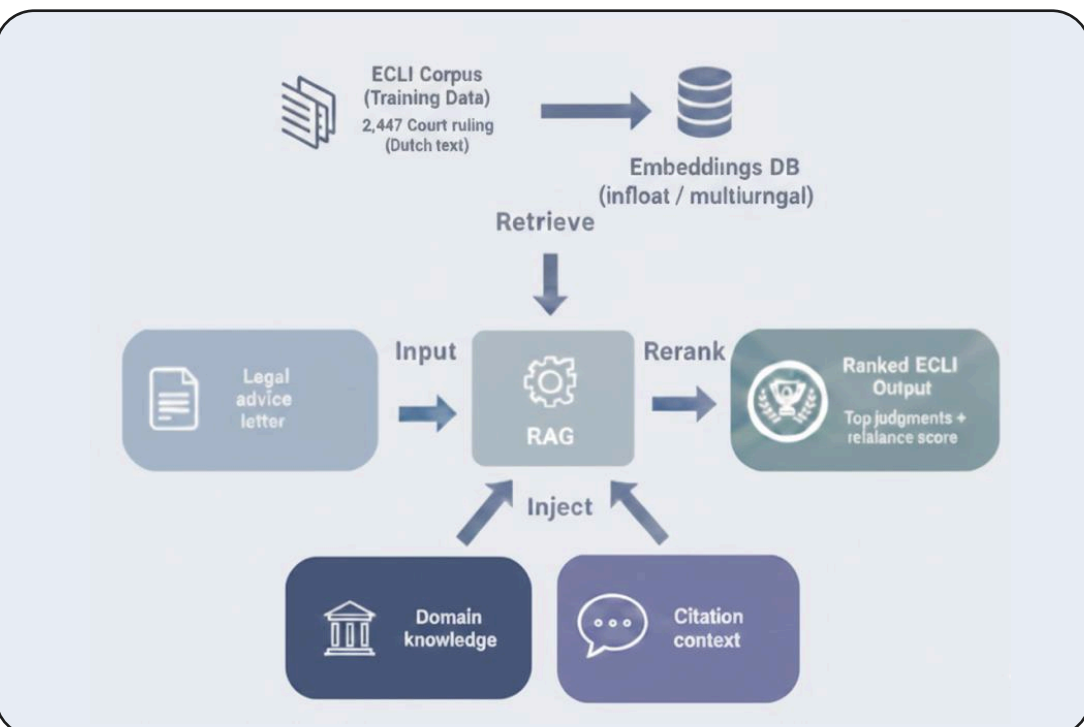 ECLI Corpus
(Training Data)
2,447 Court ruling
(Dutch text)
Embeddiings DB
(infloat / multiurngal)
Retrieve
Legal
advice
letter
Input
RAG
Rerank
Ranked ECLI
Output
Top judgments +
relalance score
Inject
Domain
knowledge
Citation
context